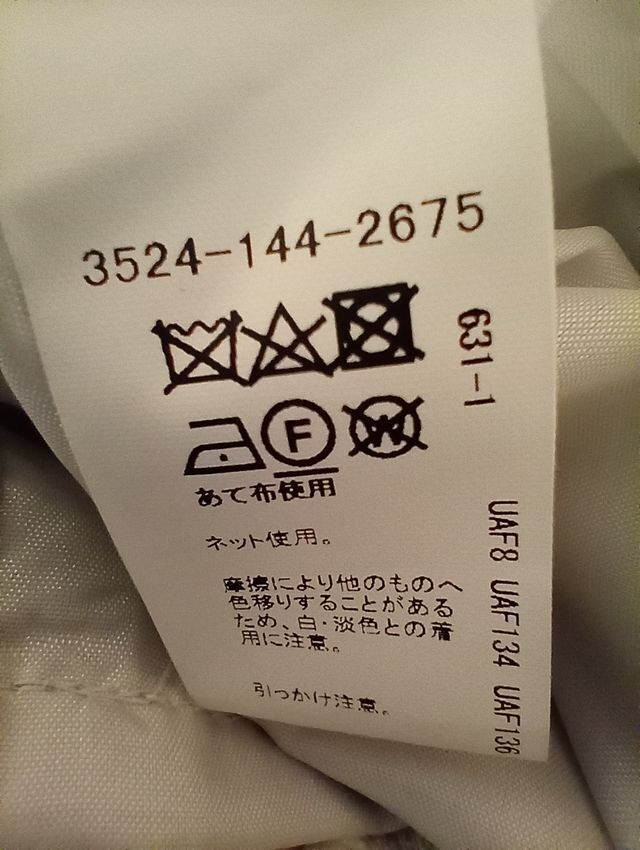 3524-144-2675
631-1
F
W
あて布使用
ネット使用。
摩擦により他のものへ
色移りすることがある
ため、白・淡色との着
用に注意。
引っかけ注意。
UAF8 UAF134 UAF136